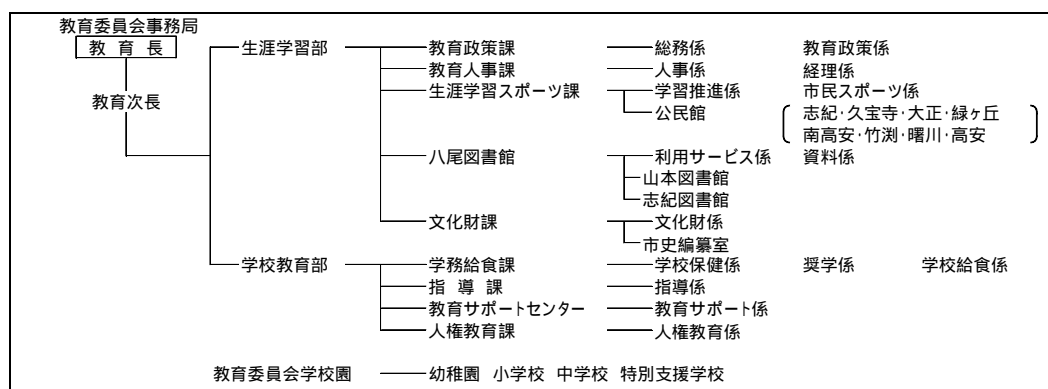 教育委員会事務局
教育長 生涯学習部 教育政策課 総務係 教育政策係
教育人事課 人事係 経理係
生涯学習スポーツ課 学習推進係 市民スポーツ係
教育次長 公民館 志紀・久宝寺・大正・緑ヶ丘
南高安・竹渕・曙川・高安
八尾図書館 利用サービス係 資料係
山本図書館
志紀図書館
文化財課 文化財係
市史編纂室
学校教育部 学務給食課 学校保健係 奨学係 学校給食係
指導課 指導係
教育サポートセンター 教育サポート係
人権教育課 人権教育係
教育委員会学校園 幼稚園 小学校 中学校 特別支援学校